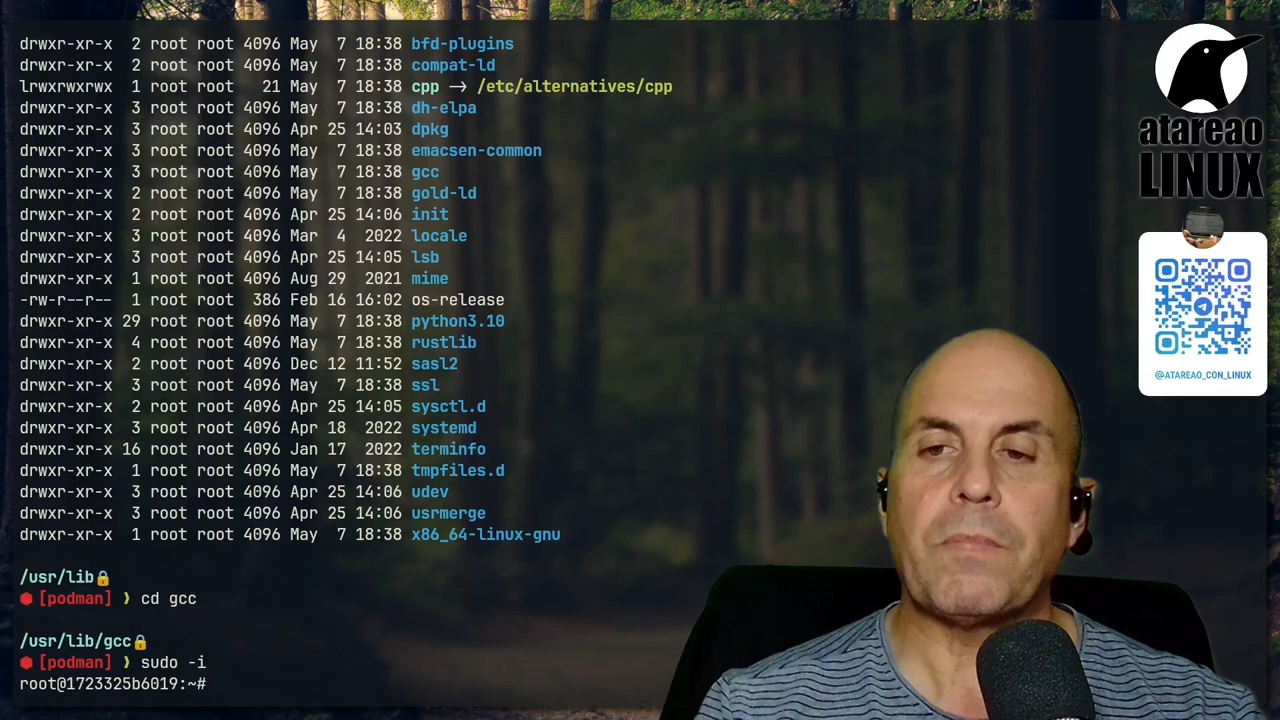 drwxr-xr-x  2 root root 4096 May  7 18:38 bfd-plugins
drwxr-xr-x  2 root root 4096 May  7 18:38 compat-ld
lrwxrwxrwx  1 root root   21 May  7 18:38 cpp -> /etc/alternatives/cpp
drwxr-xr-x  3 root root 4096 May  7 18:38 dh-elpa
drwxr-xr-x  3 root root 4096 Apr 25 14:03 dpkg
drwxr-xr-x  3 root root 4096 May  7 18:38 emacsen-common
drwxr-xr-x  3 root root 4096 May  7 18:38 gcc
drwxr-xr-x  2 root root 4096 May  7 18:38 gold-ld
drwxr-xr-x  2 root root 4096 Apr 25 14:06 init
drwxr-xr-x  3 root root 4096 Mar  4  2022 locale
drwxr-xr-x  3 root root 4096 Apr 25 14:05 lsb
drwxr-xr-x  1 root root 4096 Aug 29  2021 mime
-rw-r--r--  1 root root  386 Feb 16 16:02 os-release
drwxr-xr-x 29 root root 4096 May  7 18:38 python3.10
drwxr-xr-x  4 root root 4096 May  7 18:38 rustlib
drwxr-xr-x  2 root root 4096 Dec 12 11:52 sasl2
drwxr-xr-x  3 root root 4096 May  7 18:38 ssl
drwxr-xr-x  2 root root 4096 Apr 25 14:05 sysctl.d
drwxr-xr-x  3 root root 4096 Apr 18  2022 systemd
drwxr-xr-x 16 root root 4096 Jan 17  2022 terminfo
drwxr-xr-x  1 root root 4096 May  7 18:38 tmpfiles.d
drwxr-xr-x  3 root root 4096 Apr 25 14:06 udev
drwxr-xr-x  3 root root 4096 Apr 25 14:06 usrmerge
drwxr-xr-x  1 root root 4096 May  7 18:38 x86_64-linux-gnu
/usr/lib🔒
⬢ [podman] ❯ cd gcc
/usr/lib/gcc🔒
⬢ [podman] ❯ sudo -i
root@1723325b6019:~#
atareao
LINUX
@ATAREAO_CON_LINUX